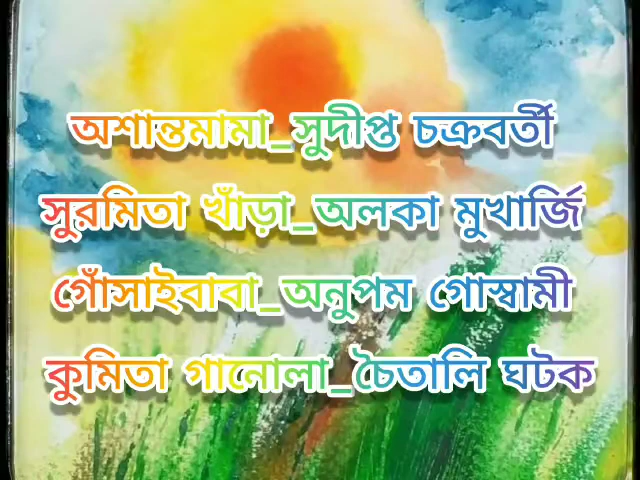 অশান্তমামা_সুদীপ্ত চক্রবর্তী
সুরমিতা খাঁড়া_অলকা মুখার্জি
গোঁসাইবাবা_অনুপম গোস্বামী
কুমিতা গানোলা_চৈতালি ঘটক